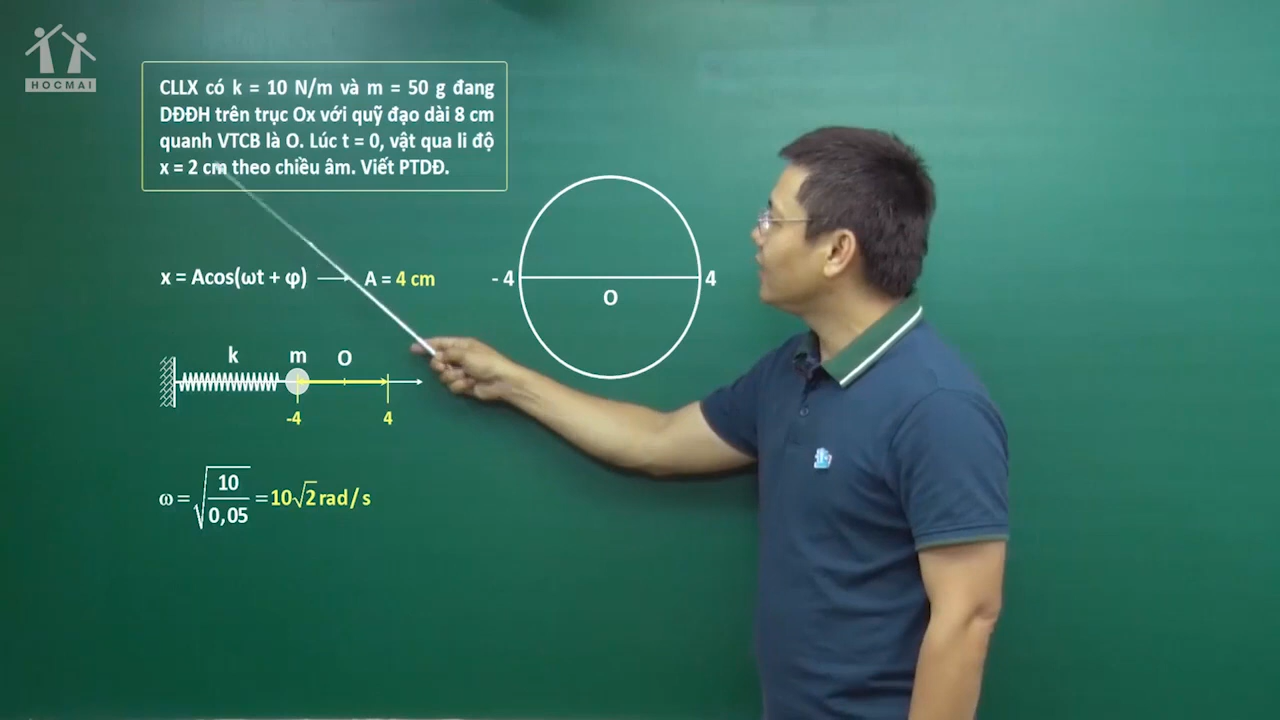 HOCMAI
CLLX có k = 10 N/m và m = 50 g đang
DĐĐH trên trục Ox với quỹ đạo dài 8 cm
quanh VTCB là O. Lúc t = 0, vật qua li độ
x = 2 cm theo chiều âm. Viết PTDĐ.
x = Acos(ωt + φ) → A = 4 cm
- 4 O 4
k m O
-4 4
ω = √(10/0,05) = 10√2 rad/s